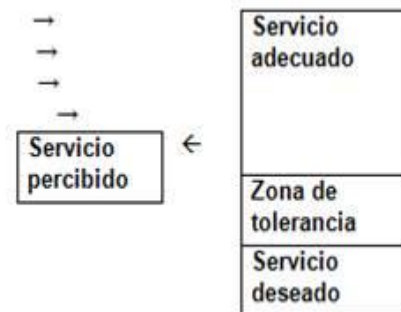 →
→
→
→
Servicio
percibido
←
Servicio
adecuado
Zona de
tolerancia
Servicio
deseado